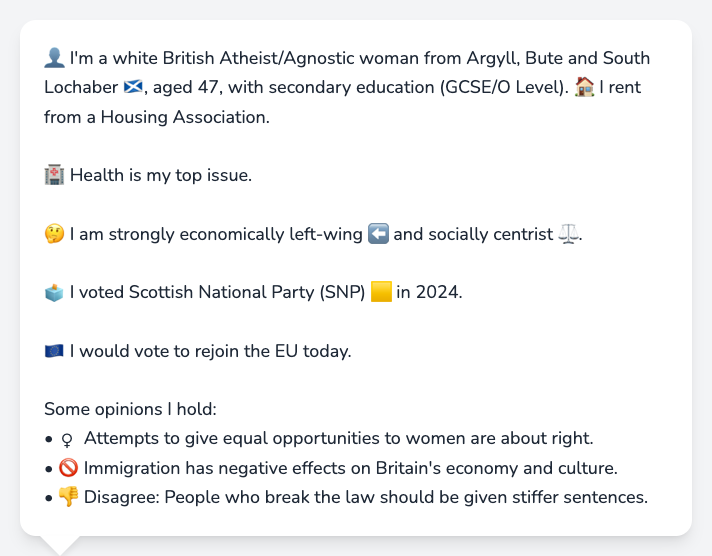 👤 I'm a white British Atheist/Agnostic woman from Argyll, Bute and South
Lochaber 🏴󠁧󠁢󠁳󠁣󠁴󠁿, aged 47, with secondary education (GCSE/O Level). 🏠 I rent
from a Housing Association.
🏥 Health is my top issue.
🤔 I am strongly economically left-wing ⬅️ and socially centrist ⚖️.
🗳️ I voted Scottish National Party (SNP) 🟨 in 2024.
🇪🇺 I would vote to rejoin the EU today.
Some opinions I hold:
• ♀ Attempts to give equal opportunities to women are about right.
• 🚫 Immigration has negative effects on Britain's economy and culture.
• 👎 Disagree: People who break the law should be given stiffer sentences.